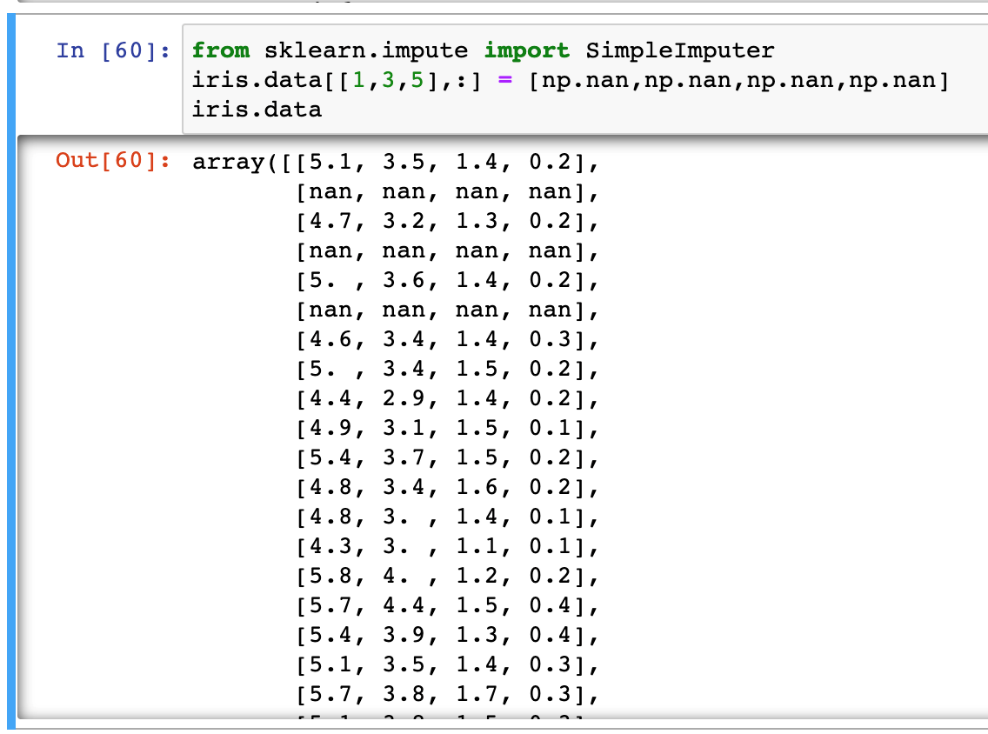 In [60]: from sklearn.impute import SimpleImputer
iris.data[[1,3,5],:] = [np.nan,np.nan,np.nan,np.nan]
iris.data
Out[60]: array([[5.1, 3.5, 1.4, 0.2],
[nan, nan, nan, nan],
[4.7, 3.2, 1.3, 0.2],
[nan, nan, nan, nan],
[5. , 3.6, 1.4, 0.2],
[nan, nan, nan, nan],
[4.6, 3.4, 1.4, 0.3],
[5. , 3.4, 1.5, 0.2],
[4.4, 2.9, 1.4, 0.2],
[4.9, 3.1, 1.5, 0.1],
[5.4, 3.7, 1.5, 0.2],
[4.8, 3.4, 1.6, 0.2],
[4.8, 3. , 1.4, 0.1],
[4.3, 3. , 1.1, 0.1],
[5.8, 4. , 1.2, 0.2],
[5.7, 4.4, 1.5, 0.4],
[5.4, 3.9, 1.3, 0.4],
[5.1, 3.5, 1.4, 0.3],
[5.7, 3.8, 1.7, 0.3],